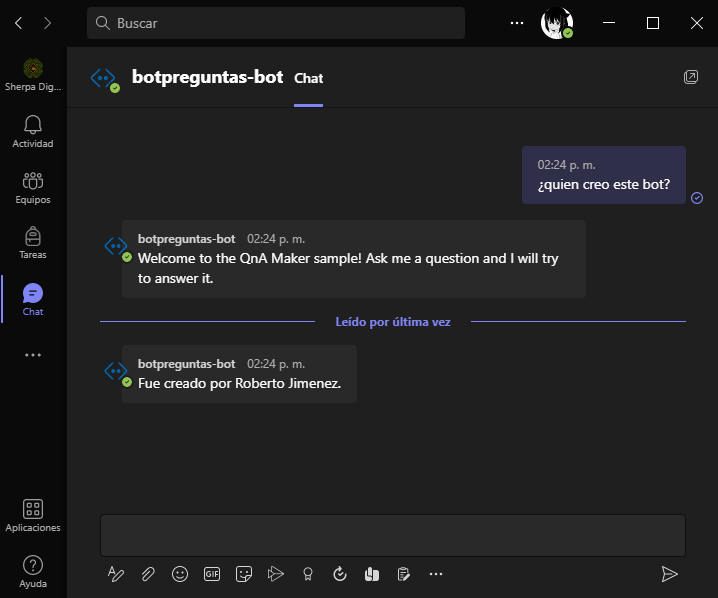 Buscar
Sherpa Dig...
Actividad
Equipos
Tareas
Chat
Aplicaciones
Ayuda
botpreguntas-bot Chat
02:24 p. m.
¿quien creo este bot?
botpreguntas-bot 02:24 p. m.
Welcome to the QnA Maker sample! Ask me a question and I will try
to answer it.
Leído por última vez
botpreguntas-bot 02:24 p. m.
Fue creado por Roberto Jimenez.
GIF